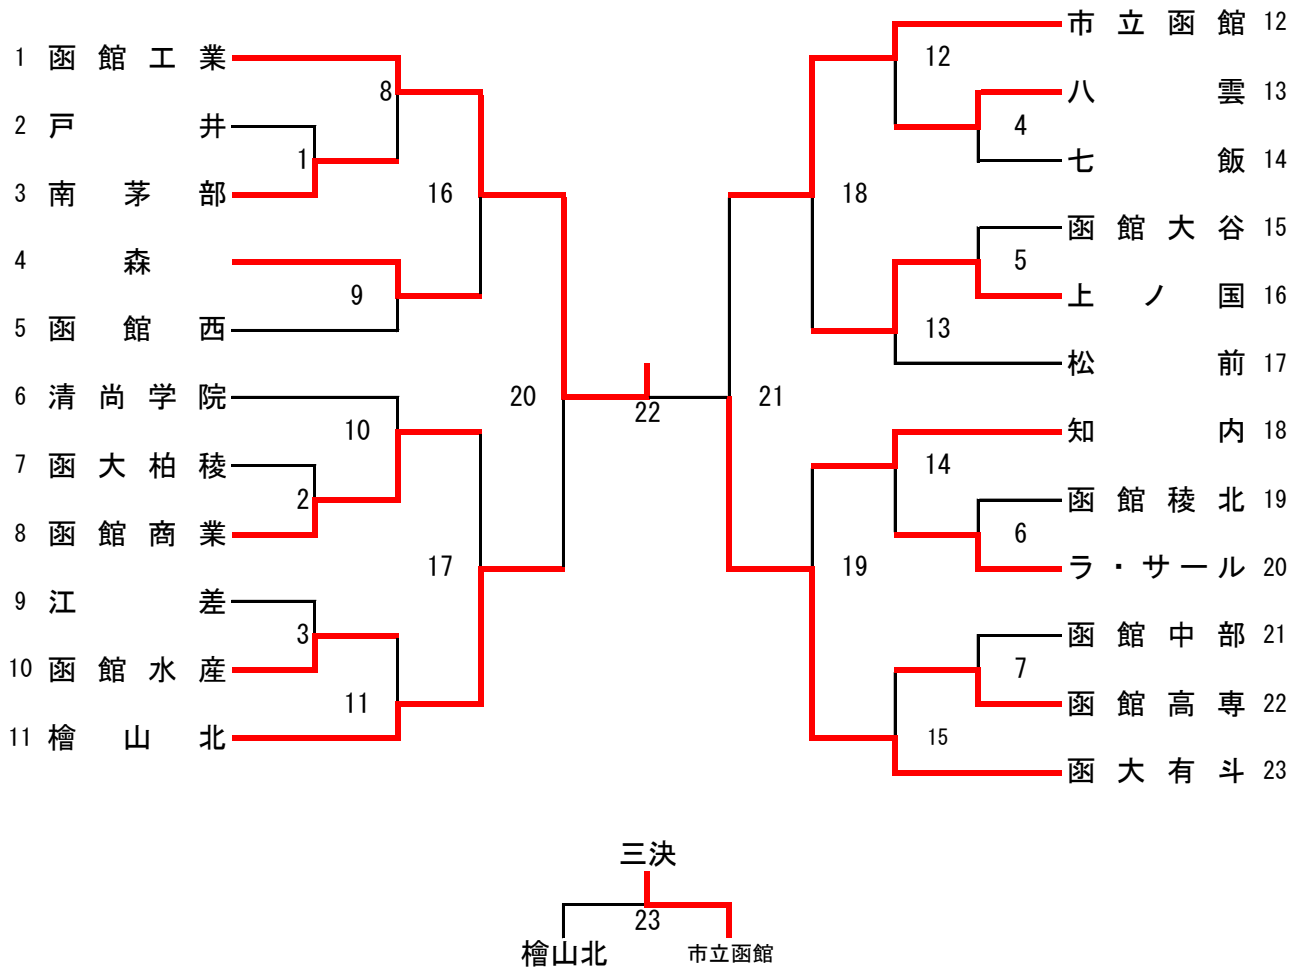 1 函館工業
2 戸井
3 南茅部
4 森
5 函館西
6 清尚学院
7 函大柏稜
8 函館商業
9 江差
10 函館水産
11 檜山北
8
1
16
9
10
2
17
3
11
20
22
21
12
4
18
5
13
14
6
19
7
15
市立函館 12
八雲 13
七飯 14
函館大谷 15
上ノ国 16
松前 17
知内 18
函館稜北 19
ラ・サール 20
函館中部 21
函館高専 22
函大有斗 23
三決
23
檜山北 市立函館